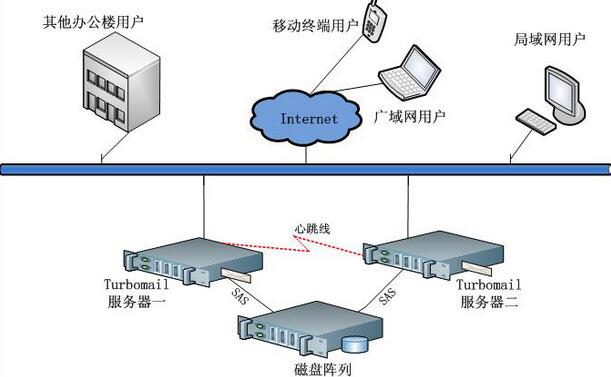 其他办公楼用户
移动终端用户
局域网用户
Internet
广域网用户
心跳线
Turbomail
服务器一
SAS
SAS
Turbomail
服务器二
磁盘阵列